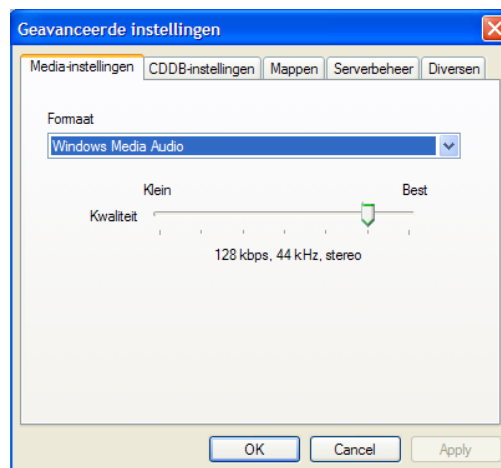 Geavanceerde instellingen
Media-instellingen CDDB-instellingen Mappen Serverbeheer Diversen
Formaat
Windows Media Audio
Klein Best
Kwaliteit
128 kbps, 44 kHz, stereo
OK Cancel Apply